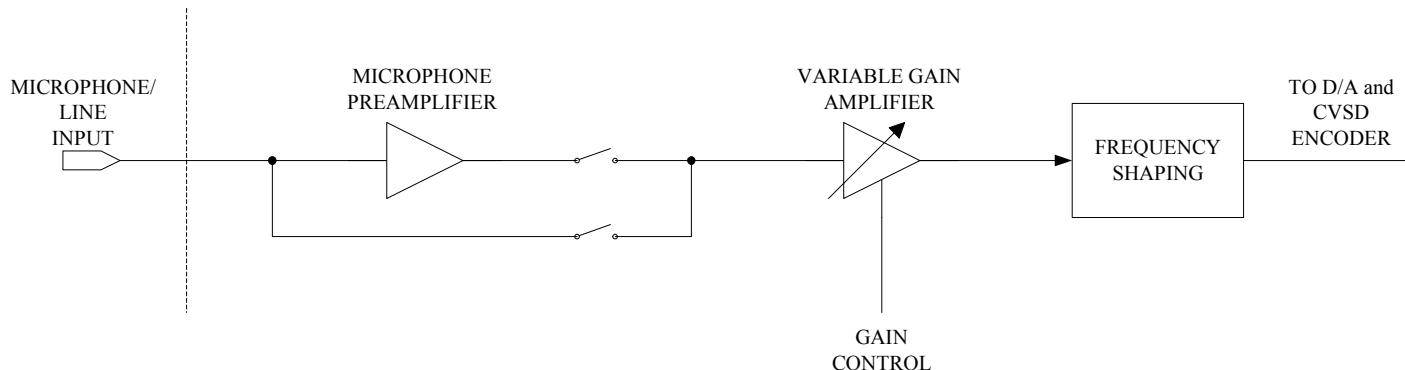 MICROPHONE/
LINE
INPUT
MICROPHONE
PREAMPLIFIER
VARIABLE GAIN
AMPLIFIER
GAIN
CONTROL
FREQUENCY
SHAPING
TO D/A and
CVSD
ENCODER